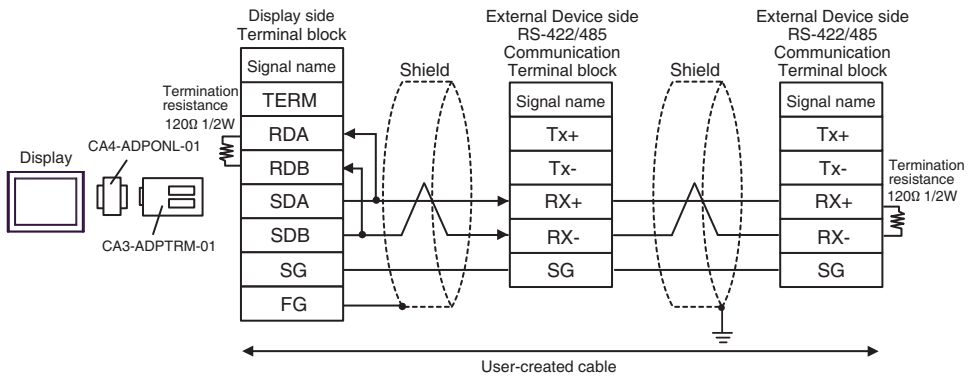 Display side
Terminal block
Signal name
TERM
RDA
RDB
SDA
SDB
SG
FG
Termination
resistance
120Ω 1/2W
CA4-ADPONL-01
Display
CA3-ADPTRM-01
Shield
External Device side
RS-422/485
Communication
Terminal block
Signal name
Tx+
Tx-
RX+
RX-
SG
Shield
External Device side
RS-422/485
Communication
Terminal block
Signal name
Tx+
Tx-
RX+
RX-
SG
Termination
resistance
120Ω 1/2W
User-created cable